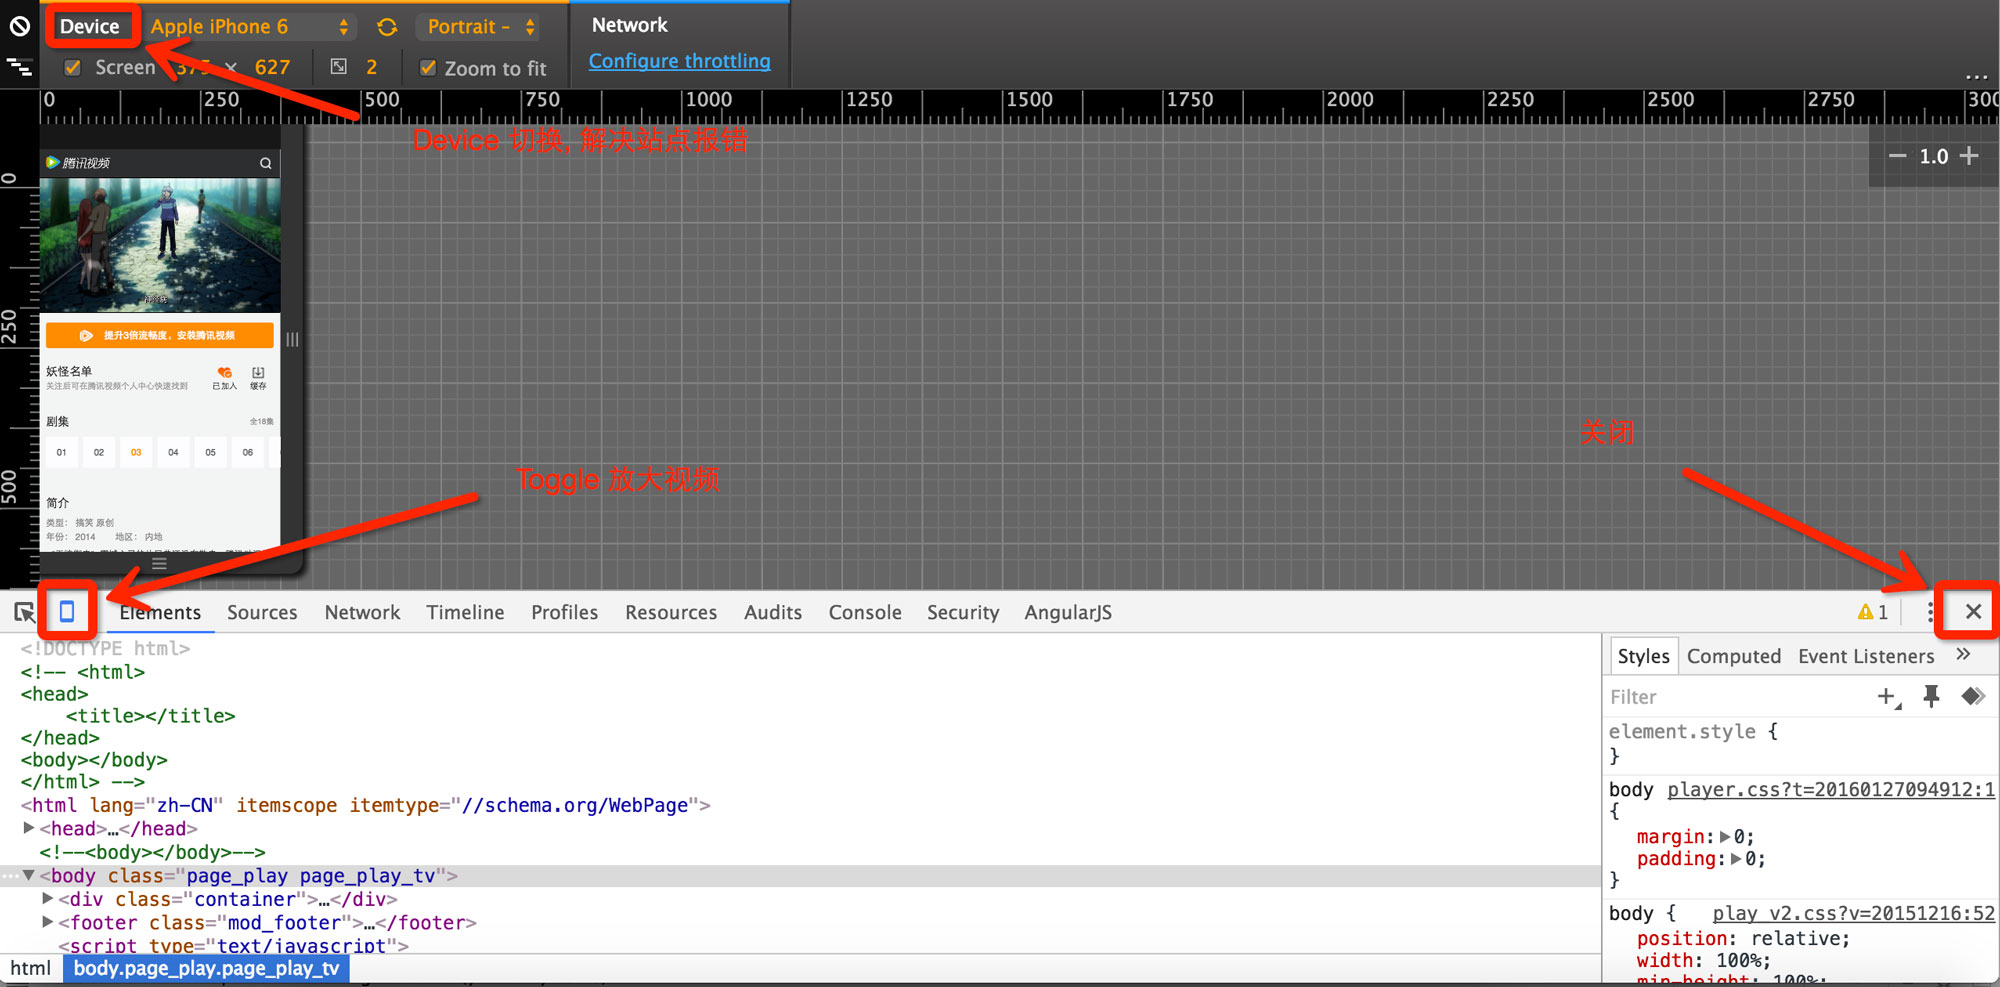 Device Apple iPhone 6 Portrait - Network
Screen 375 × 627 2 Zoom to fit Configure throttling
...
0 250 500 750 1000 1250 1500 1750 2000 2250 2500 2750 300
Device 切换, 解决站点报错
1.0
腾讯视频
0
250
500
提升3倍流畅度，安装腾讯视频
妖怪名单
关注后可在腾讯视频个人中心快速找到
已加入 缓存
剧集 全18集
01 02 03 04 05 06
简介
类型： 搞笑 原创
年份： 2014 地区： 内地
关闭
Toggle 放大视频
Elements Sources Network Timeline Profiles Resources Audits Console Security AngularJS 1
<!DOCTYPE html>
<!-- <html>
<head>
<title></title>
</head>
<body></body>
</html> -->
<html lang="zh-CN" itemscope itemtype="//schema.org/WebPage">
<head>…</head>
<!--<body></body>-->
<body class="page_play page_play_tv">
<div class="container">…</div>
<footer class="mod_footer">…</footer>
<script type="text/javascript">
html body.page_play.page_play_tv
Styles Computed Event Listeners »
Filter
element.style {
}
body player.css?t=20160127094912:1
{
margin: 0;
padding: 0;
}
body { play_v2.css?v=20151216:52
position: relative;
width: 100%;
min-height: 100%;